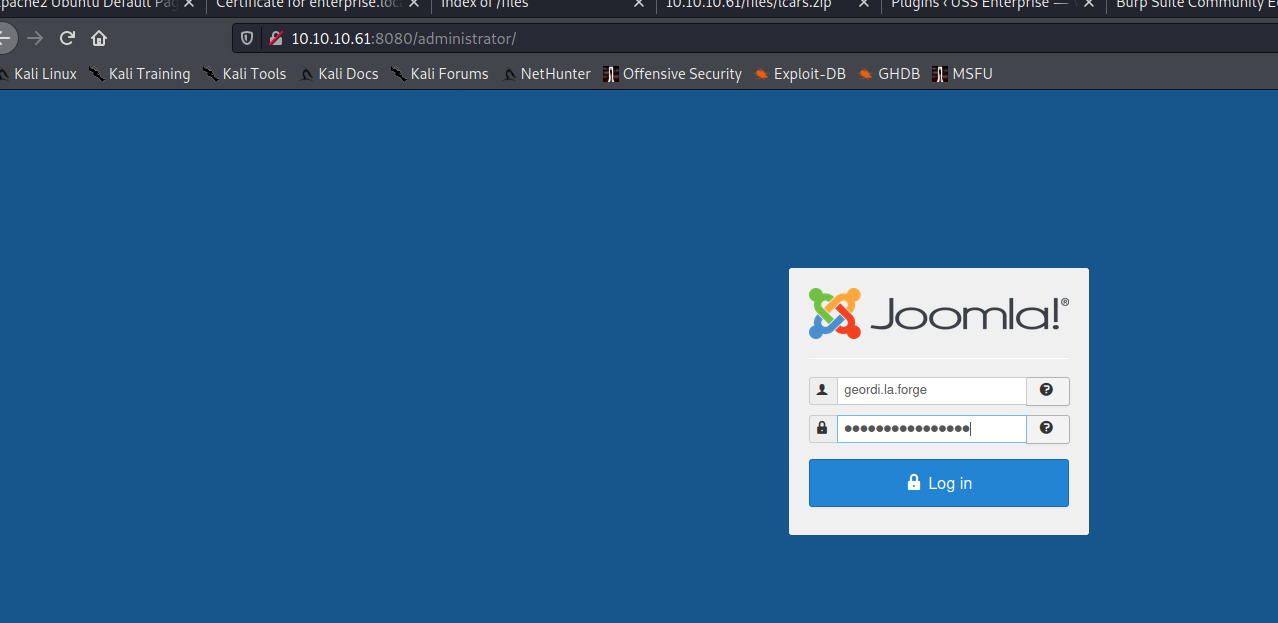 Apache2 Ubuntu Default Pag
Certificate for enterprise.loca
Index of /files
10.10.10.61/files/lcars.zip
Plugins ‹ USS Enterprise —
Burp Suite Community E
10.10.10.61:8080/administrator/
Kali Linux Kali Training Kali Tools Kali Docs Kali Forums NetHunter Offensive Security Exploit-DB GHDB MSFU
Joomla!®
geordi.la.forge
Log in